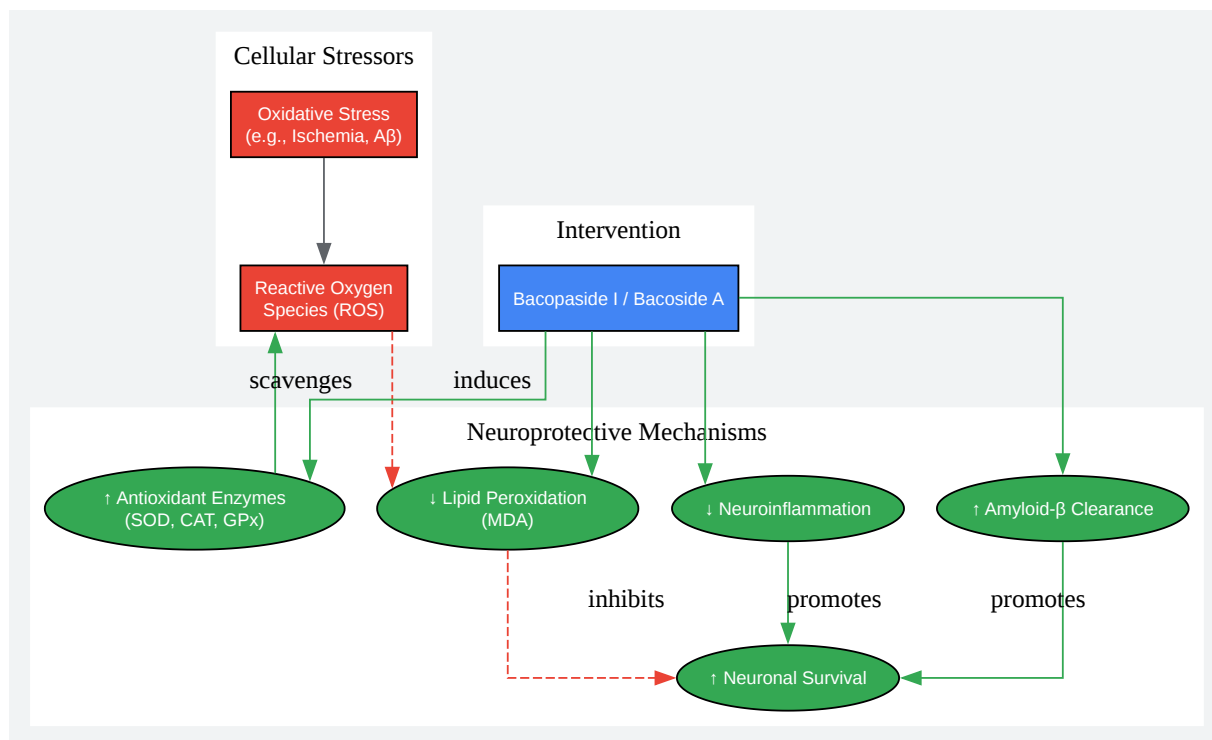 Cellular Stressors
Oxidative Stress
(e.g., Ischemia, Aβ)
Intervention
Reactive Oxygen
Species (ROS)
Bacopaside I / Bacoside A
scavenges
induces
Neuroprotective Mechanisms
↑ Antioxidant Enzymes
(SOD, CAT, GPx)
↓ Lipid Peroxidation
(MDA)
↓ Neuroinflammation
↑ Amyloid-β Clearance
inhibits
promotes
promotes
↑ Neuronal Survival